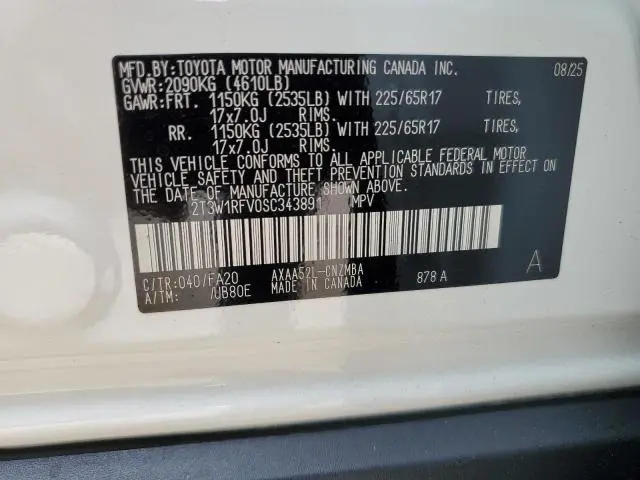 MFD.BY:TOYOTA MOTOR MANUFACTURING CANADA INC. 08/25
GVWR:2090KG (4610LB)
GAWR:FRT. 1150KG (2535LB) WITH 225/65R17 TIRES,
17x7.0J RIMS.
RR. 1150KG (2535LB) WITH 225/65R17 TIRES,
17x7.0J RIMS.
THIS VEHICLE CONFORMS TO ALL APPLICABLE FEDERAL MOTOR
VEHICLE SAFETY AND THEFT PREVENTION STANDARDS IN EFFECT ON
THE DATE OF MANUFACTURE SHOWN ABOVE.
2T3W1RFV0SC343891 MPV
C/TR:040/FA20 AXAA52L-CNZMBA 878 A
A/TM: /UB80E MADE IN CANADA
A